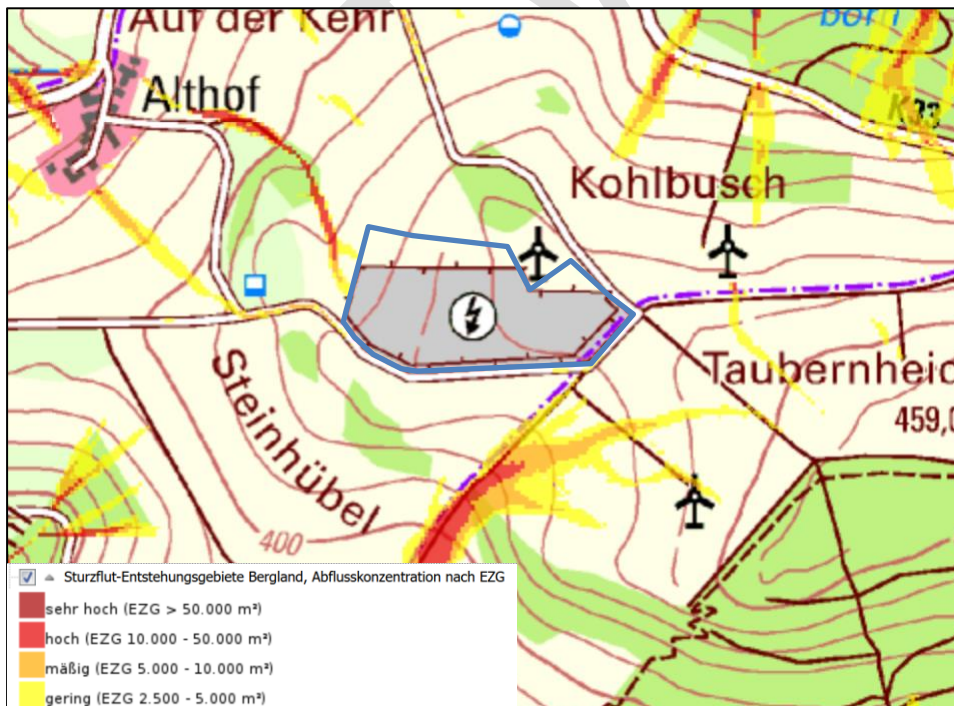 Auf der Kehr
born
Althof
Kohlbusch
Taubernheid
459,0
Steinhübel
400
Sturzflut-Entstehungsgebiete Bergland, Abflusskonzentration nach EZG
sehr hoch (EZG > 50.000 m²)
hoch (EZG 10.000 - 50.000 m²)
mäßig (EZG 5.000 - 10.000 m²)
gering (EZG 2.500 - 5.000 m²)